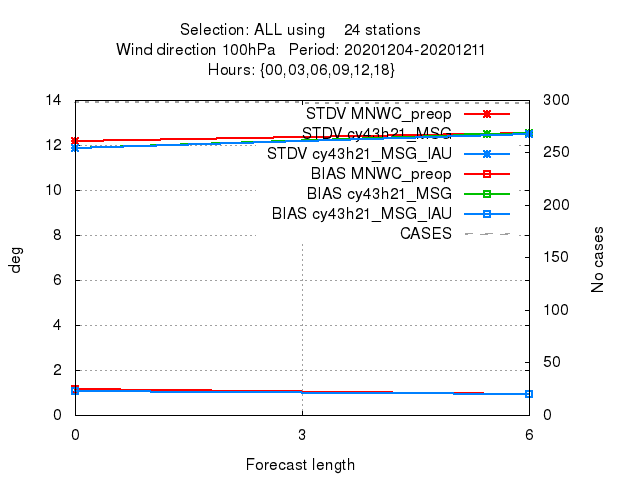 Selection: ALL using    24 stations
Wind direction 100hPa   Period: 20201204-20201211
Hours: {00,03,06,09,12,18}
14
12
10
8
6
4
2
0
deg
300
250
200
150
100
50
0
No cases
STDV MNWC_preop
STDV cy43h21_MSG
STDV cy43h21_MSG_IAU
BIAS MNWC_preop
BIAS cy43h21_MSG
BIAS cy43h21_MSG_IAU
CASES
0 3 6
Forecast length